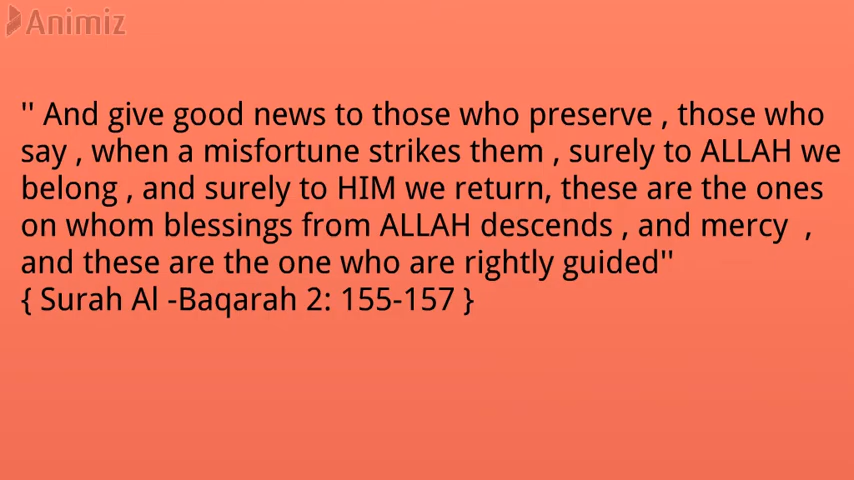 Animiz
'' And give good news to those who preserve , those who
say , when a misfortune strikes them , surely to ALLAH we
belong , and surely to HIM we return, these are the ones
on whom blessings from ALLAH descends , and mercy  ,
and these are the one who are rightly guided''
{ Surah Al -Baqarah 2: 155-157 }